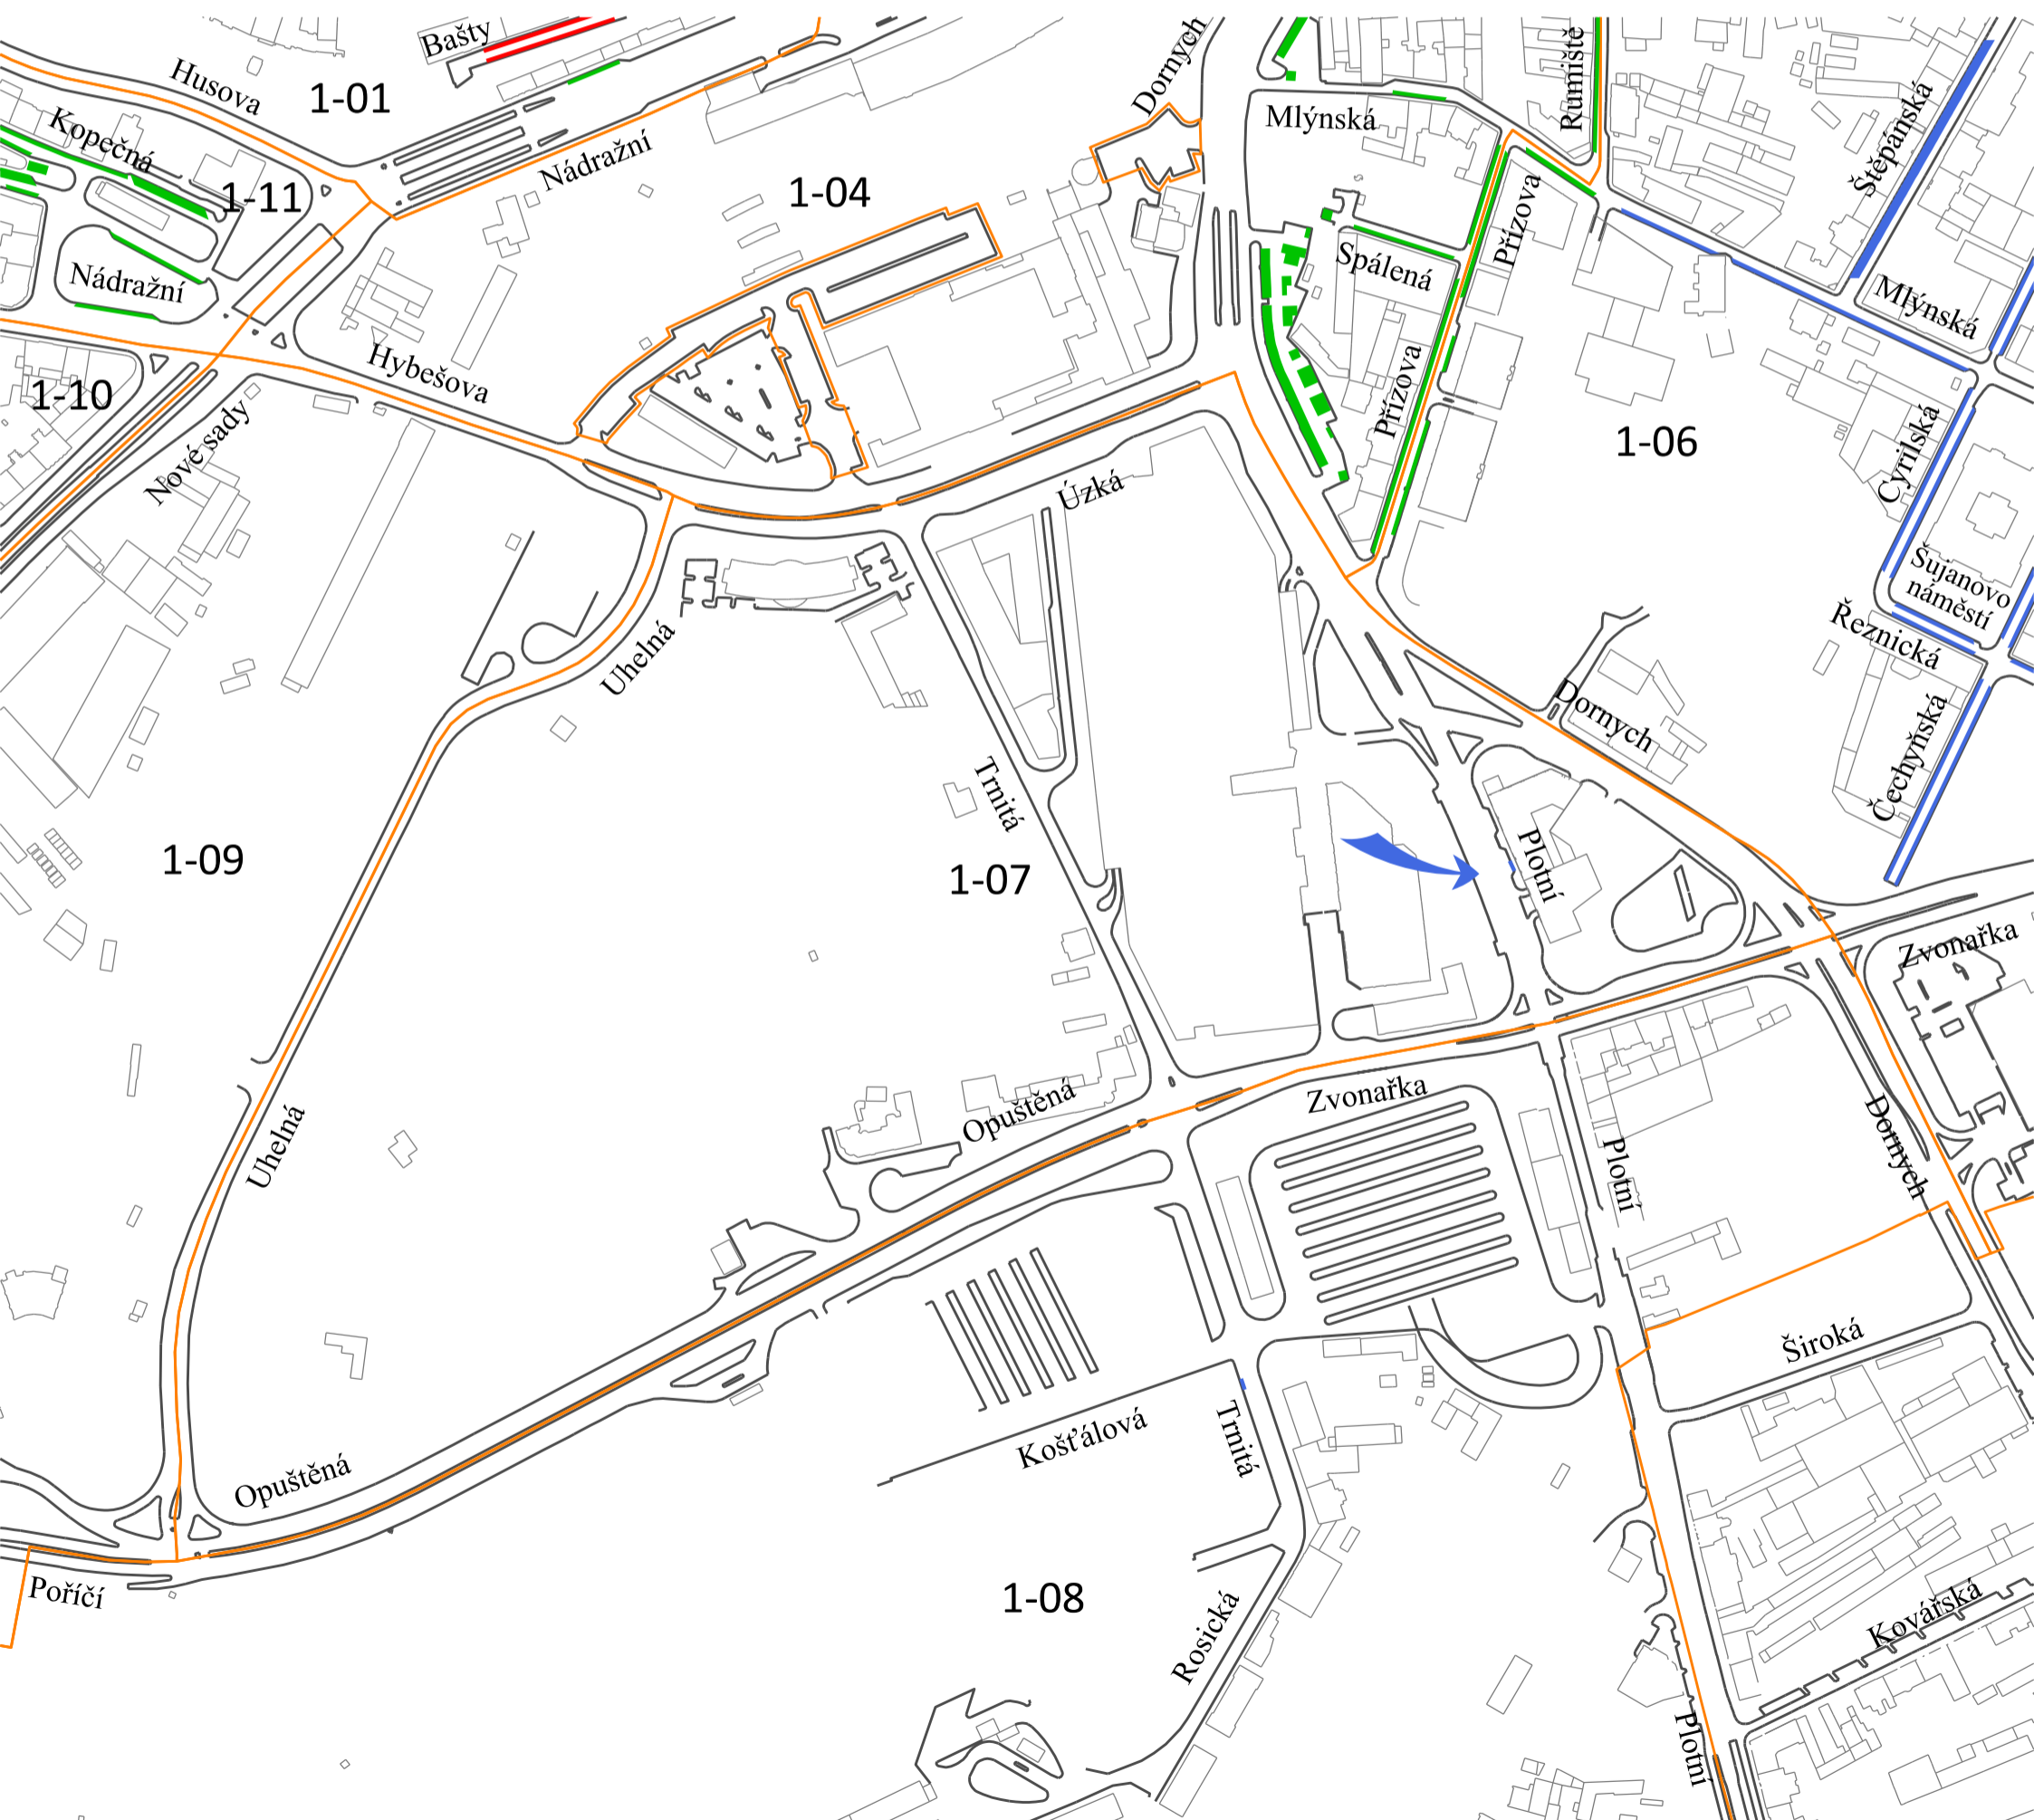 Bašty
Dornych
Rumiště
Husova
1-01
Mlýnská
Štěpánská
Kopečná
Nádražní
1-11
1-04
Přízova
Spálená
Nádražní
Mlýnská
Hybešova
1-10
Přízova
1-06
Cyrilská
Nové sady
Úzká
Šujanovo
náměstí
Řeznická
Uhelná
Dornych
Čechyňská
Trnitá
1-09
1-07
Plotní
Zvonařka
Opuštěná
Zvonařka
Uhelná
Plotní
Dornych
Široká
Košťálová
Trnitá
Opuštěná
Poříčí
1-08
Rosická
Kovářská
Plotní